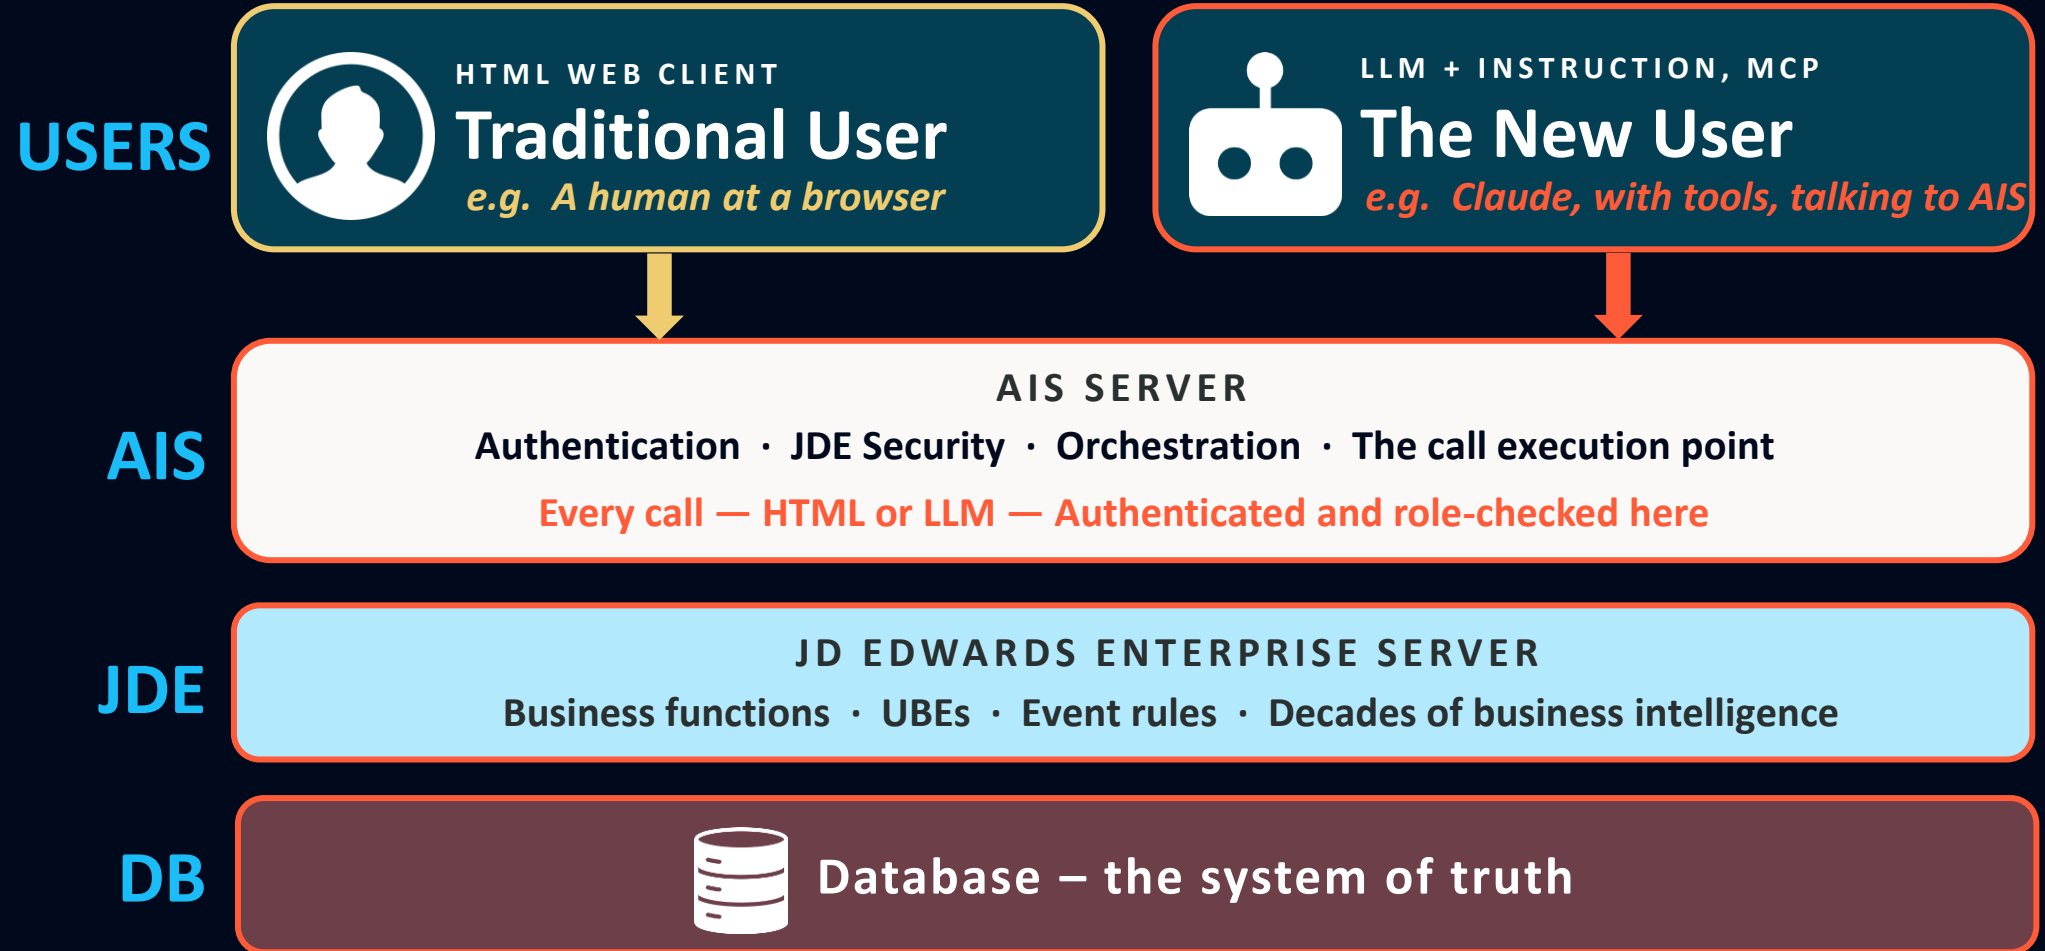 USERS
HTML WEB CLIENT
Traditional User
e.g. A human at a browser
LLM + INSTRUCTION, MCP
The New User
e.g. Claude, with tools, talking to AIS
AIS
AIS SERVER
Authentication · JDE Security · Orchestration · The call execution point
Every call — HTML or LLM — Authenticated and role-checked here
JDE
JD EDWARDS ENTERPRISE SERVER
Business functions · UBEs · Event rules · Decades of business intelligence
DB
Database – the system of truth